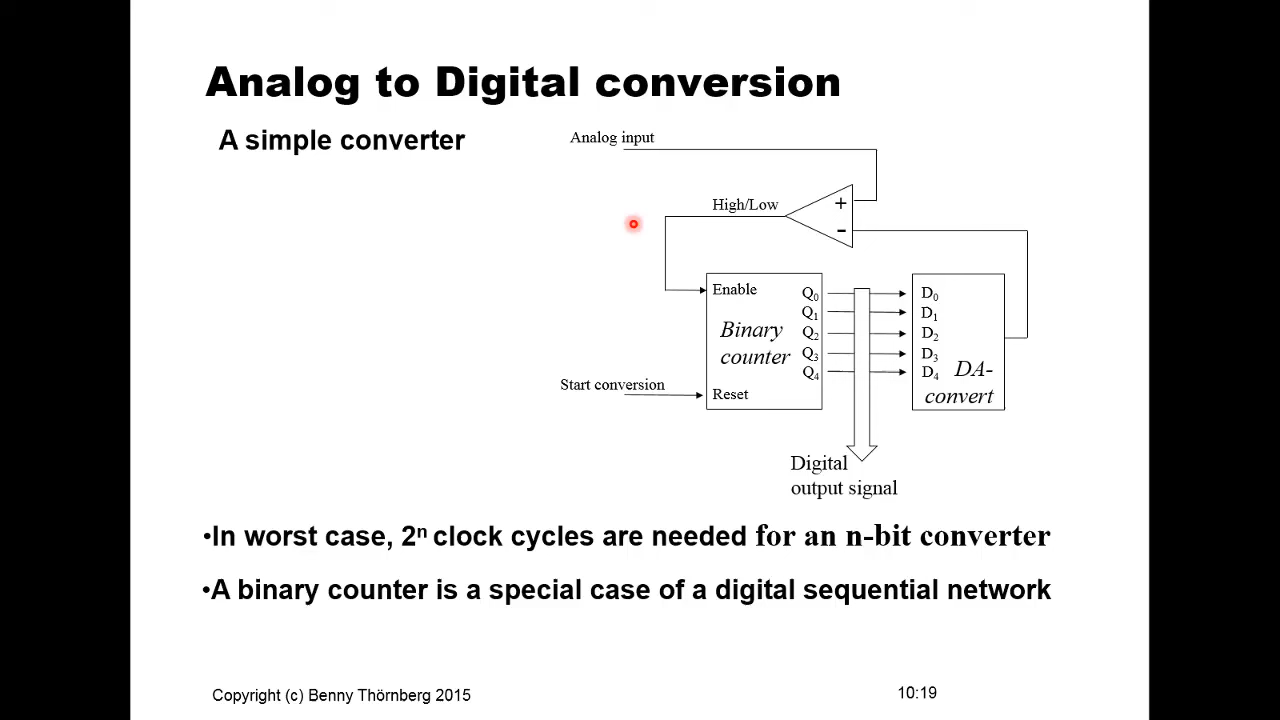 Analog to Digital conversion
A simple converter
Analog input
High/Low
+
-
Enable
Binary
counter
Q0
Q1
Q2
Q3
Q4
D0
D1
D2
D3
D4
DA-
convert
Start conversion
Reset
Digital
output signal
•In worst case, 2ⁿ clock cycles are needed for an n-bit converter
•A binary counter is a special case of a digital sequential network
Copyright (c) Benny Thörnberg 2015
10:19